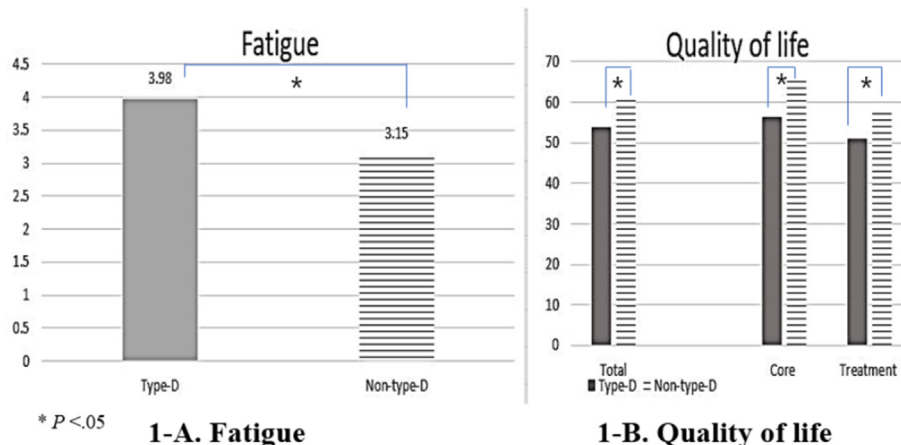 Fatigue
4.5
4
3.5
3
2.5
2
1.5
1
0.5
0
3.98
*
3.15
Type-D
Non-type-D
* P <.05
1-A. Fatigue
Quality of life
70
60
50
40
30
20
10
0
*
*
*
Total
Core
Treatment
Type-D Non-type-D
1-B. Quality of life